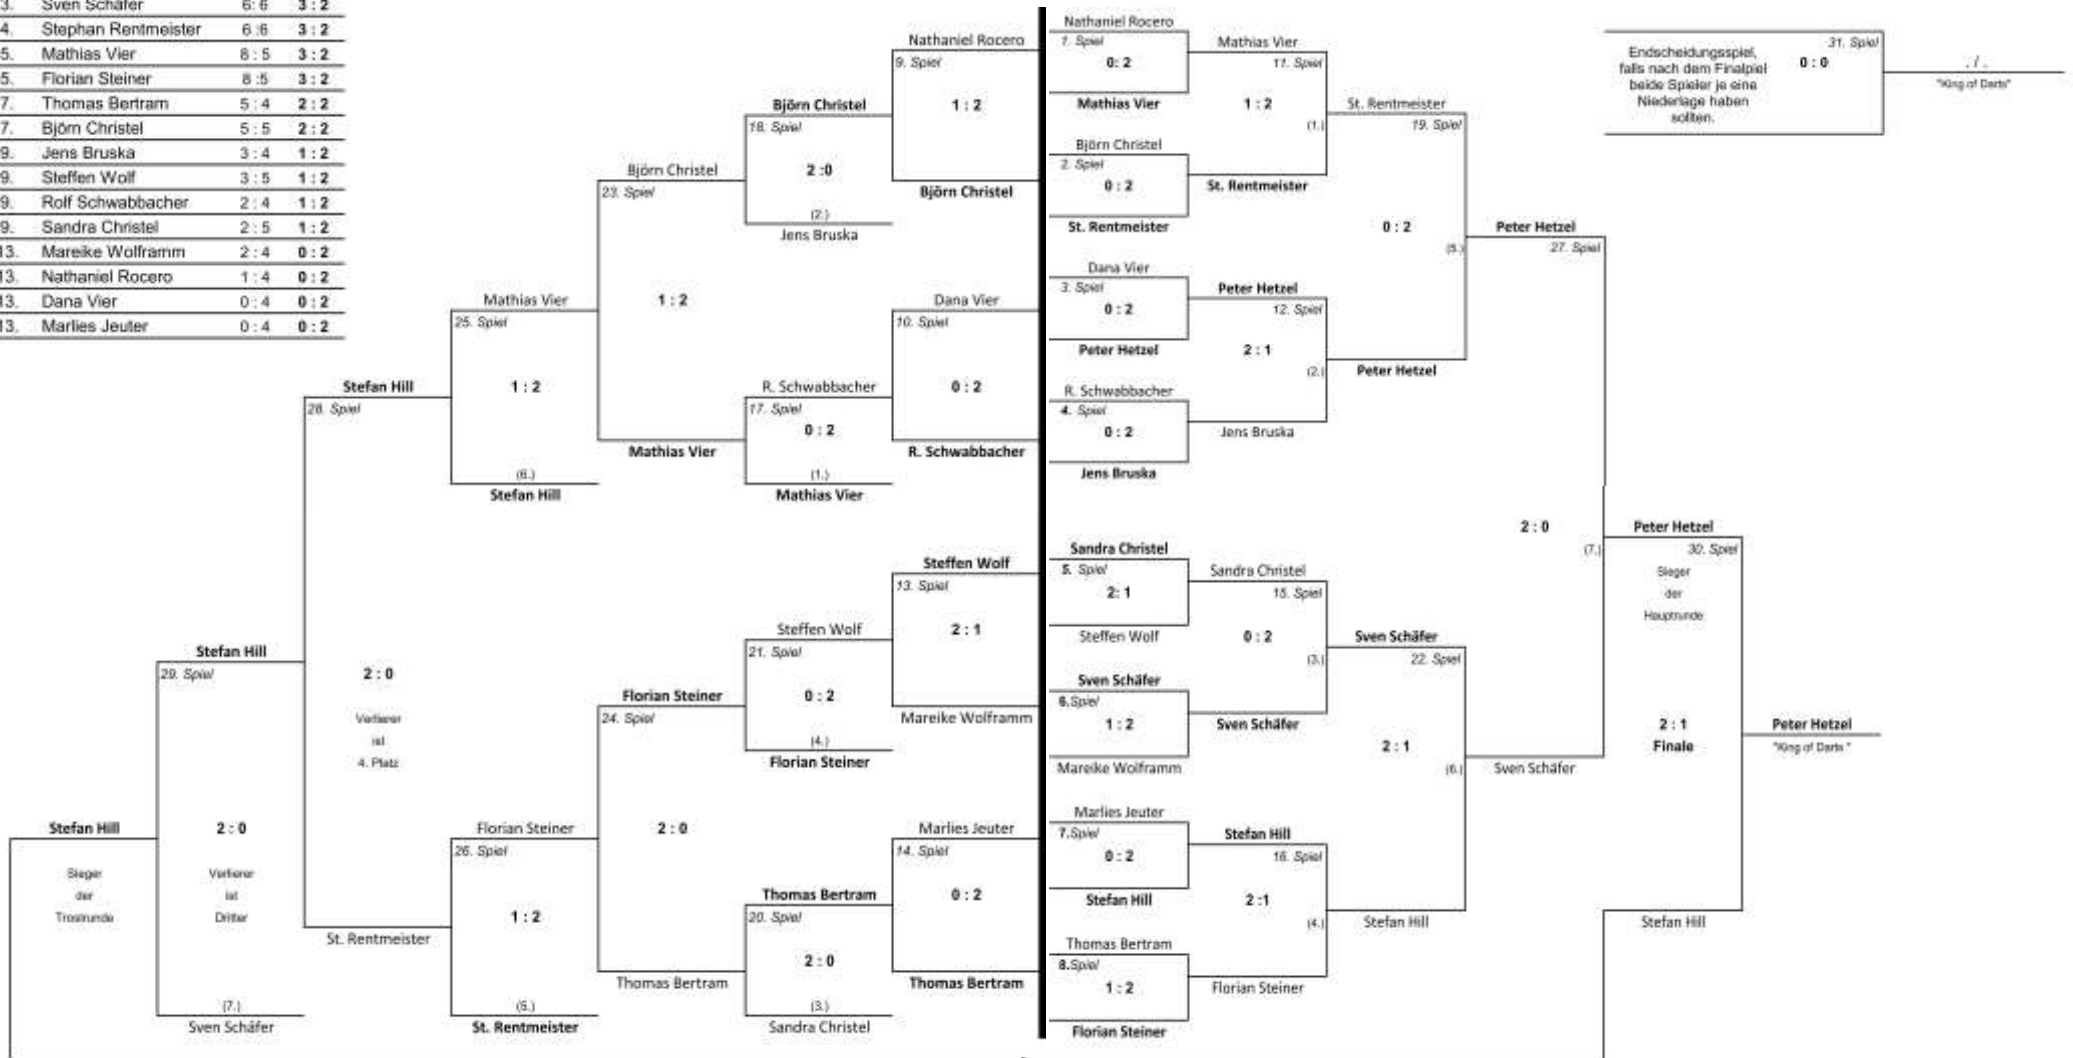 3. Sven Schäfer 6:6 3 : 2
4. Stephan Rentmeister 6:6 3 : 2
5. Mathias Vier 8 : 5 3 : 2
5. Florian Steiner 8 :5 3 : 2
7. Thomas Bertram 5 : 4 2 : 2
7. Björn Christel 5 : 5 2 : 2
9. Jens Bruska 3 : 4 1 : 2
9. Steffen Wolf 3 : 5 1 : 2
9. Rolf Schwabbacher 2 : 4 1 : 2
9. Sandra Christel 2 : 5 1 : 2
13. Mareike Wolframm 2 : 4 0 : 2
13. Nathaniel Rocero 1 : 4 0 : 2
13. Dana Vier 0 : 4 0 : 2
13. Marlies Jeuter 0 : 4 0 : 2
Stefan Hill
Sieger
der
Trostrunde
Stefan Hill
29. Spiel
2 : 0
Verlierer
ist
Dritter
(7.)
Sven Schäfer
Stefan Hill
28. Spiel
2 : 0
Verlierer
ist
4. Platz
St. Rentmeister
Mathias Vier
25. Spiel
1 : 2
(6.)
Stefan Hill
Florian Steiner
26. Spiel
1 : 2
(5.)
St. Rentmeister
Björn Christel
23. Spiel
1 : 2
Mathias Vier
Florian Steiner
24. Spiel
2 : 0
Thomas Bertram
Björn Christel
18. Spiel
2 :0
(2.)
Jens Bruska
R. Schwabbacher
17. Spiel
0 : 2
(1.)
Mathias Vier
Steffen Wolf
21. Spiel
0 : 2
(4.)
Florian Steiner
Thomas Bertram
20. Spiel
2 : 0
(3.)
Sandra Christel
Nathaniel Rocero
9. Spiel
1 : 2
Björn Christel
Dana Vier
10. Spiel
0 : 2
R. Schwabbacher
Steffen Wolf
13. Spiel
2 : 1
Mareike Wolframm
Marlies Jeuter
14. Spiel
0 : 2
Thomas Bertram
Nathaniel Rocero
1. Spiel
0: 2
Mathias Vier
Björn Christel
2. Spiel
0 : 2
St. Rentmeister
Dana Vier
3. Spiel
0 : 2
Peter Hetzel
R. Schwabbacher
4. Spiel
0 : 2
Jens Bruska
Sandra Christel
5. Spiel
2: 1
Steffen Wolf
Sven Schäfer
6.Spiel
1 : 2
Mareike Wolframm
Marlies Jeuter
7.Spiel
0 : 2
Stefan Hill
Thomas Bertram
8.Spiel
1 : 2
Florian Steiner
Mathias Vier
11. Spiel
1 : 2
(1.)
St. Rentmeister
Peter Hetzel
12. Spiel
2 : 1
(2.)
Jens Bruska
Sandra Christel
15. Spiel
0 : 2
(3.)
Sven Schäfer
Stefan Hill
16. Spiel
2 :1
(4.)
Florian Steiner
St. Rentmeister
19. Spiel
0 : 2
(5.)
Peter Hetzel
Sven Schäfer
22. Spiel
2 : 1
(6.)
Stefan Hill
Peter Hetzel
27. Spiel
2 : 0
(7.)
Sven Schäfer
Peter Hetzel
30. Spiel
Sieger
der
Hauptrunde
2 : 1
Finale
Stefan Hill
Peter Hetzel
"King of Darts "
31. Spiel
Endscheidungsspiel,
falls nach dem Finalpiel
beide Spieler je eine
Niederlage haben
sollten.
0 : 0
. / .
"King of Darts"